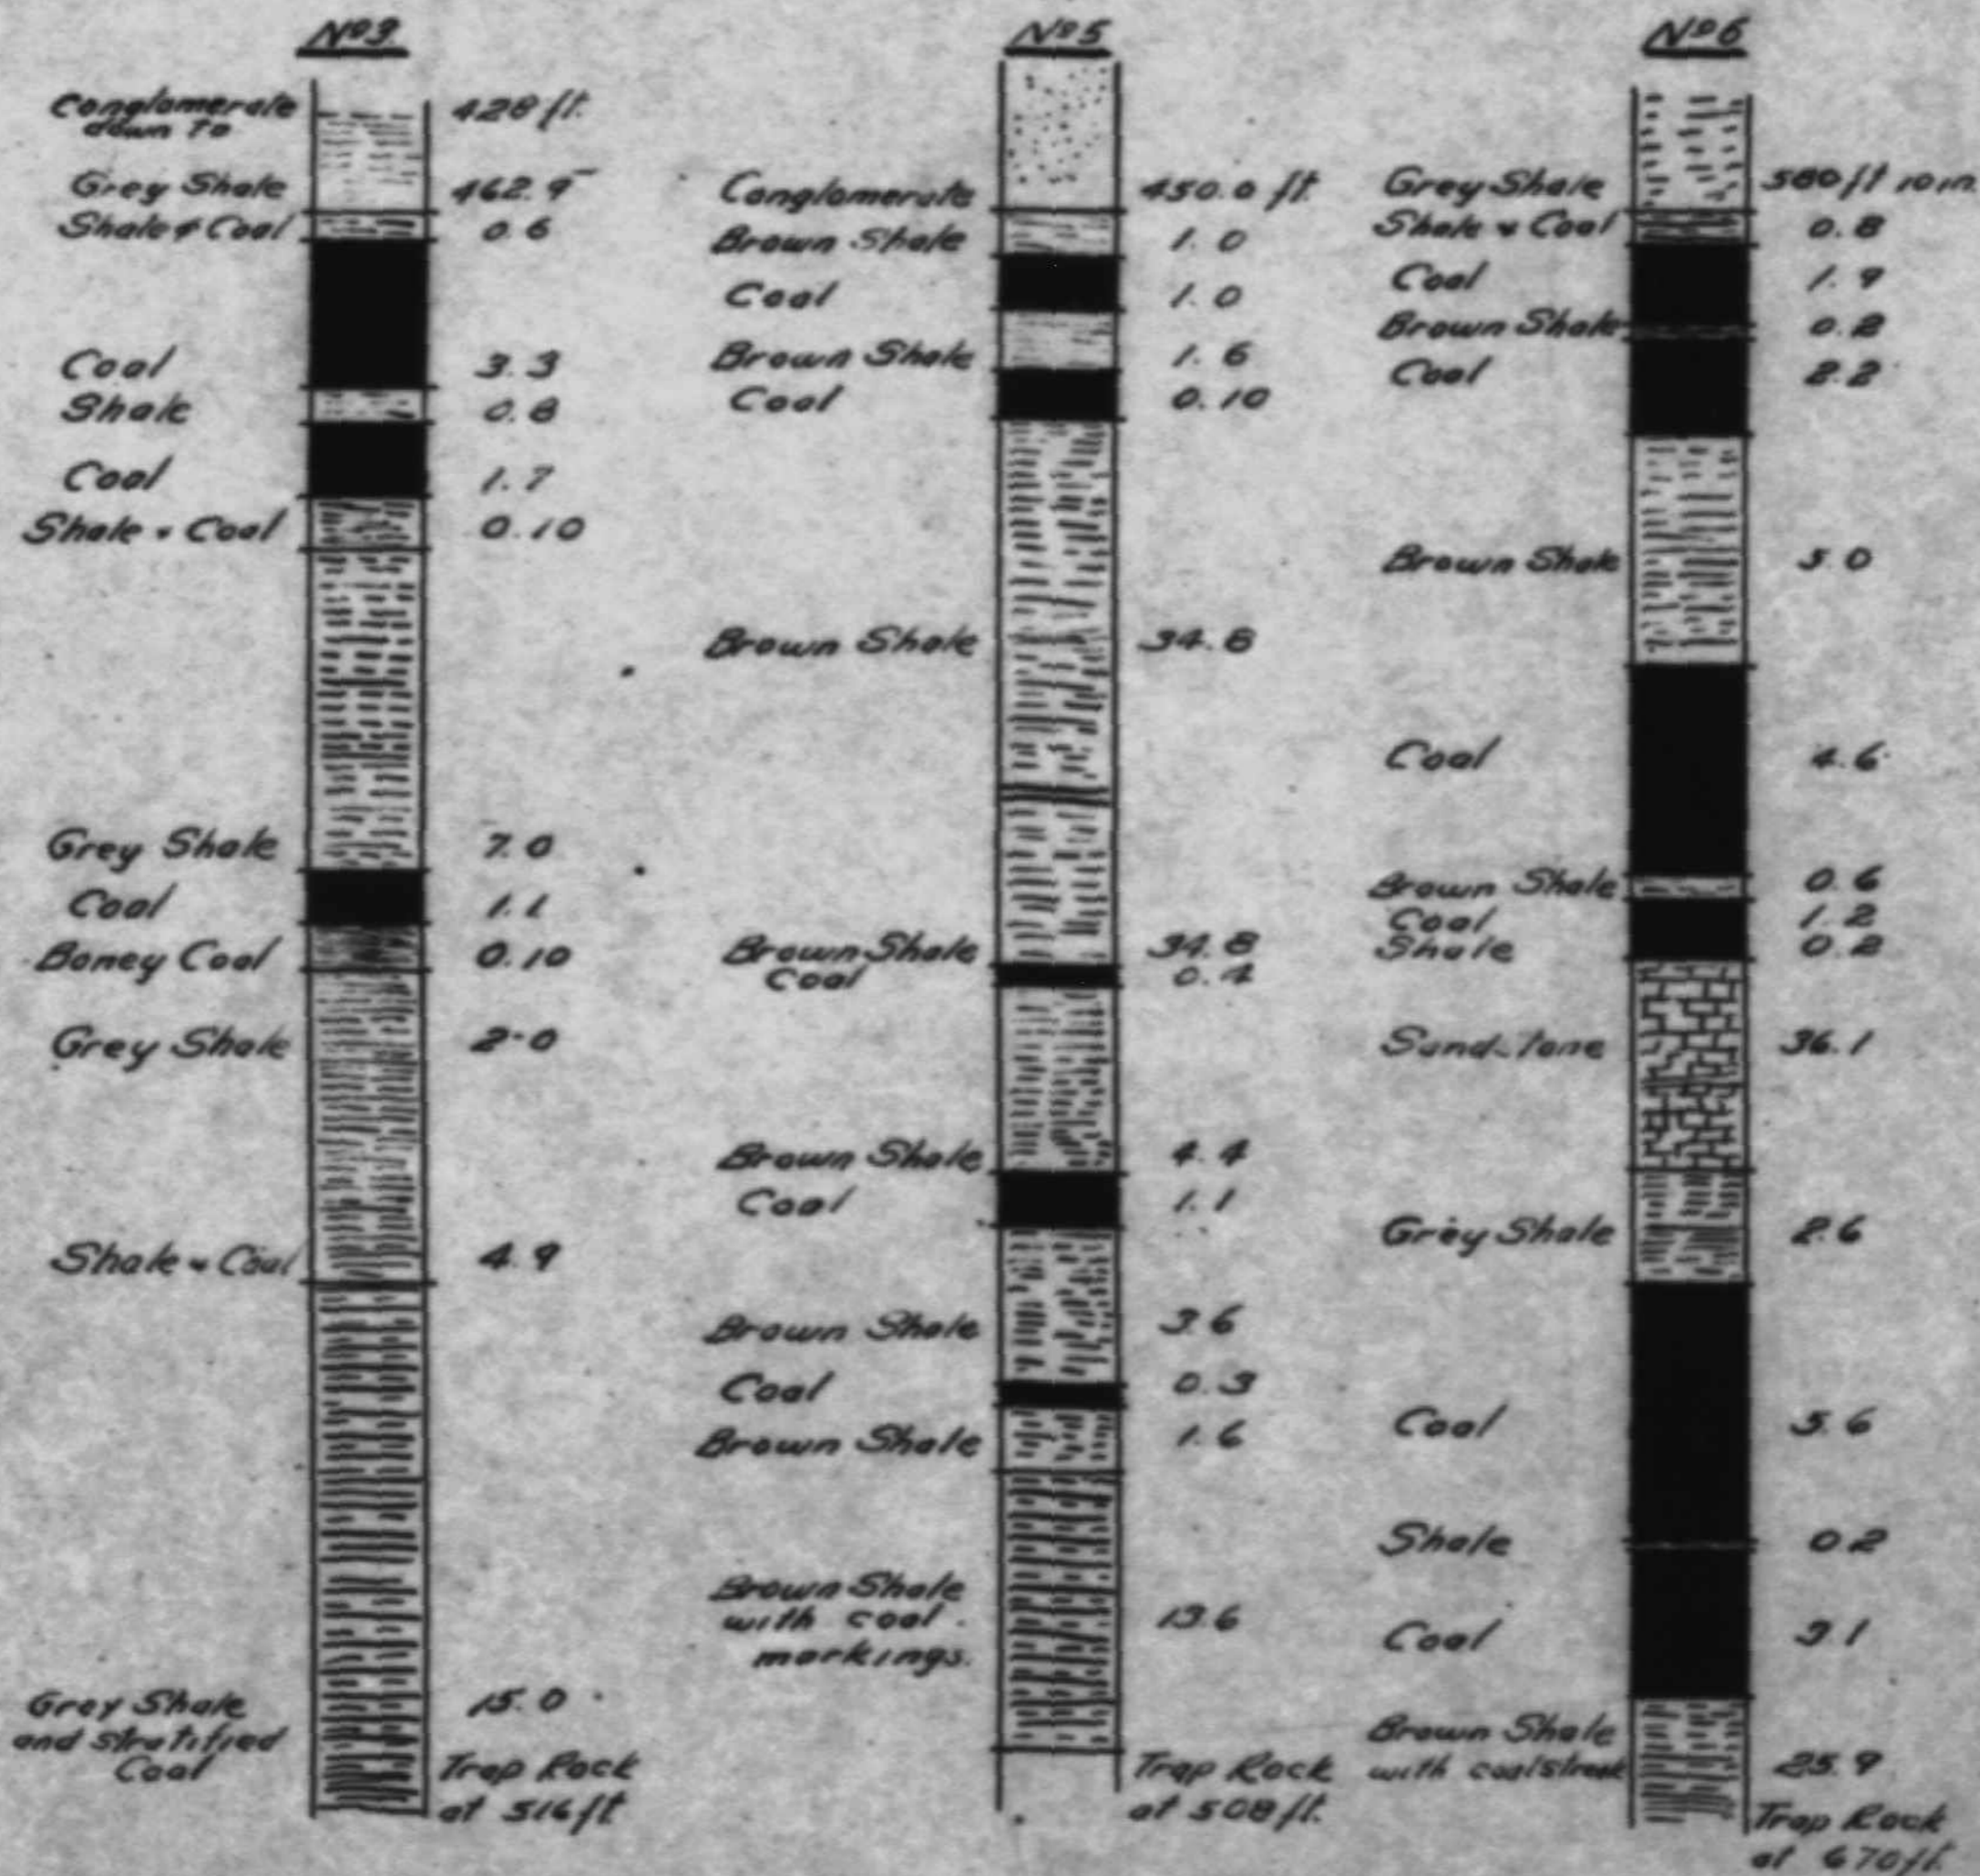 Nº3
Conglomerate 428 ft.
down to
Grey Shale 462.9
Shale & Coal 0.6
Coal 3.3
Shale 0.8
Coal 1.7
Shale & Coal 0.10
Grey Shale 7.0
Coal 1.1
Boney Coal 0.10
Grey Shale 2-0
Shale & Coal 4.9
Grey Shale 15.0
and stratified
Coal
Trap Rock
at 516 ft
Nº5
Conglomerate 450.0 ft
Brown Shale 1.0
Coal 1.0
Brown Shale 1.6
Coal 0.10
Brown Shale 34.8
Brown Shale 34.8
Coal 0.4
Brown Shale 4.4
Coal 1.1
Brown Shale 3.6
Coal 0.3
Brown Shale 1.6
Brown Shale
with coal 13.6
markings.
Trap Rock
at 508 ft.
Nº6
Grey Shale 580 ft 10 in
Shale & Coal 0.8
Coal 1.9
Brown Shale 0.2
Coal 2.2
Brown Shale 5 0
Coal 4.6
Brown Shale 0.6
Coal 1.2
Shale 0.2
Sandstone 36.1
Grey Shale 2.6
Coal 5.6
Shale 0 2
Coal 3 1
Brown Shale
with coal streak 25.9
Trap Rock
at 670 ft